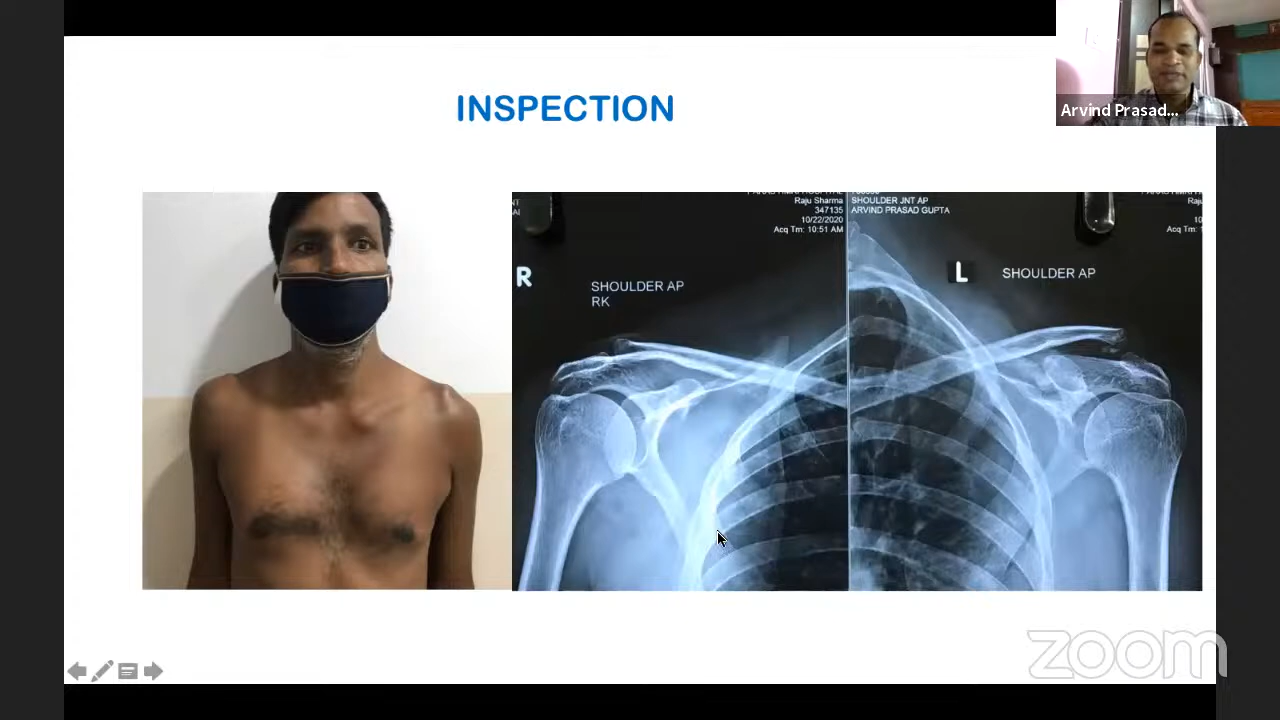 INSPECTION
Arvind Prasad...
Raju Sharma
347135
10/22/2020
Acq Tm: 10:51 AM
SHOULDER JNT AP
ARVIND PRASAD GUPTA
R
SHOULDER AP
RK
L
SHOULDER AP
zoom